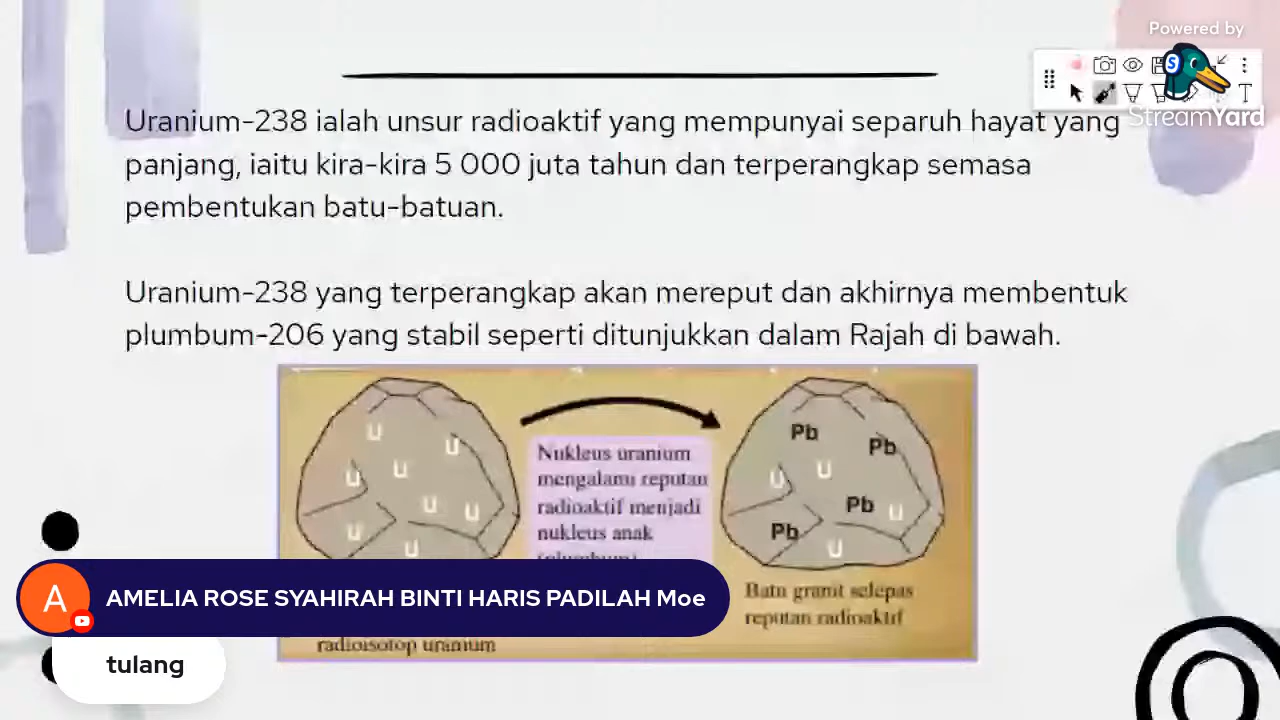 Powered by
StreamYard
Uranium-238 ialah unsur radioaktif yang mempunyai separuh hayat yang
panjang, iaitu kira-kira 5 000 juta tahun dan terperangkap semasa
pembentukan batu-batuan.
Uranium-238 yang terperangkap akan mereput dan akhirnya membentuk
plumbum-206 yang stabil seperti ditunjukkan dalam Rajah di bawah.
U
U
U
U
U
U
U
U
Nukleus uranium
mengalami reputan
radioaktif menjadi
nukleus anak
(plumbum)
Pb
Pb
U
U
Pb
U
Pb
U
Batu granit selepas
reputan radioaktif
radioisotop uranium
A
AMELIA ROSE SYAHIRAH BINTI HARIS PADILAH Moe
tulang